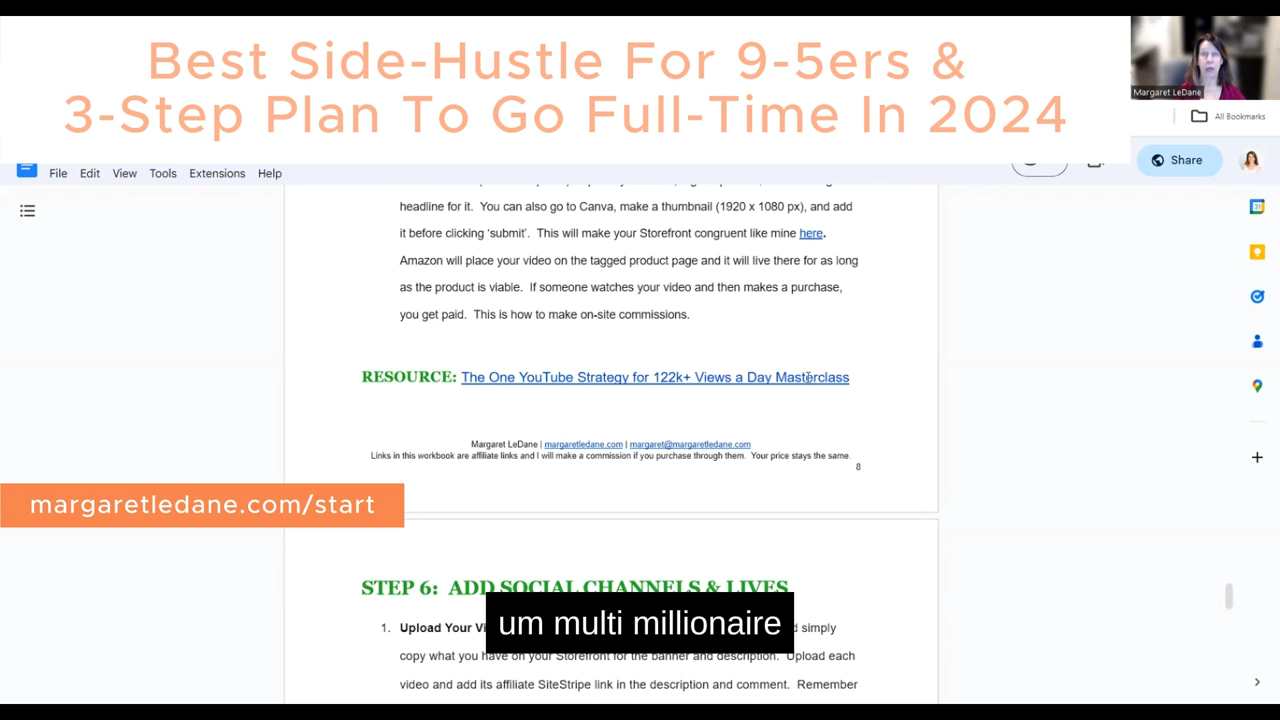 Best Side-Hustle For 9-5ers &
3-Step Plan To Go Full-Time In 2024
Margaret LeDane
All Bookmarks
File Edit View Tools Extensions Help
Share
headline for it. You can also go to Canva, make a thumbnail (1920 x 1080 px), and add
it before clicking ‘submit’. This will make your Storefront congruent like mine here.
Amazon will place your video on the tagged product page and it will live there for as long
as the product is viable. If someone watches your video and then makes a purchase,
you get paid. This is how to make on-site commissions.
RESOURCE: The One YouTube Strategy for 122k+ Views a Day Masterclass
Margaret LeDane | margaretledane.com | margaret@margaretledane.com
Links in this workbook are affiliate links and I will make a commission if you purchase through them. Your price stays the same.
8
margaretledane.com/start
STEP 6: ADD SOCIAL CHANNELS & LIVES
um multi millionaire
1. Upload Your simply
copy what you have on your Storefront for the banner and description. Upload each
video and add its affiliate SiteStripe link in the description and comment. Remember